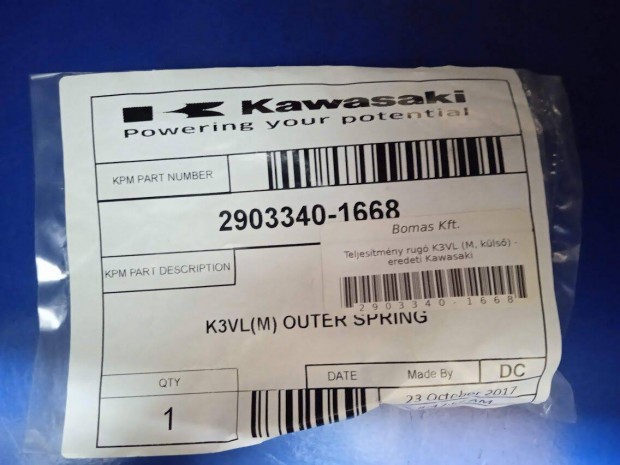 Kawasaki
Powering your potential
KPM PART NUMBER
2903340-1668
Bomas Kft.
Teljesítmény rugó K3VL (M, külső) -
eredeti Kawasaki
2903340-1668
KPM PART DESCRIPTION
K3VL(M) OUTER SPRING
QTY
DATE
Made By
DC
1
23 October 2017